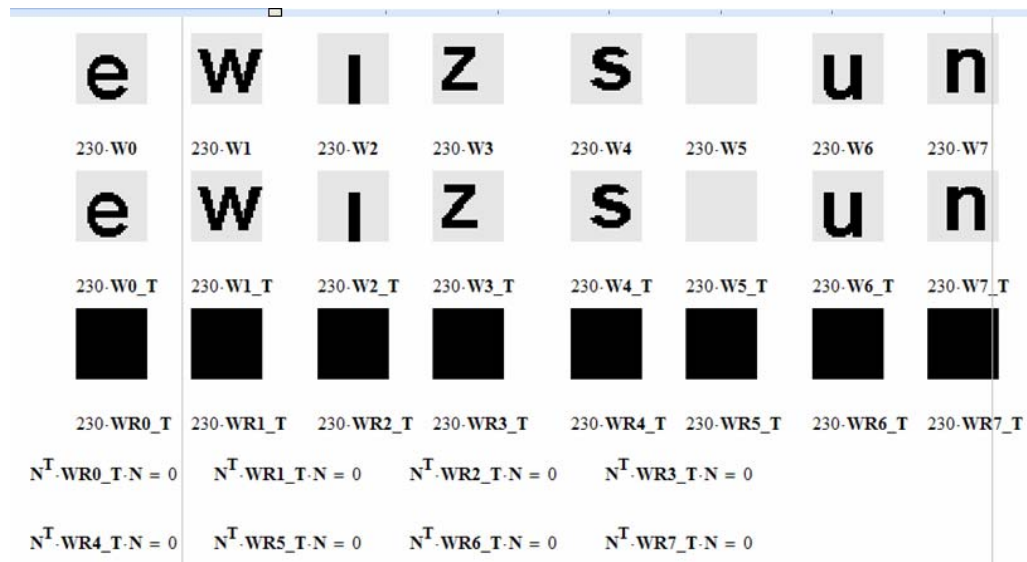 e w ı z s u n
230·W0 230·W1 230·W2 230·W3 230·W4 230·W5 230·W6 230·W7
e w ı z s u n
230·W0_T 230·W1_T 230·W2_T 230·W3_T 230·W4_T 230·W5_T 230·W6_T 230·W7_T
230·WR0_T 230·WR1_T 230·WR2_T 230·WR3_T 230·WR4_T 230·WR5_T 230·WR6_T 230·WR7_T
N^T·WR0_T·N = 0 N^T·WR1_T·N = 0 N^T·WR2_T·N = 0 N^T·WR3_T·N = 0
N^T·WR4_T·N = 0 N^T·WR5_T·N = 0 N^T·WR6_T·N = 0 N^T·WR7_T·N = 0